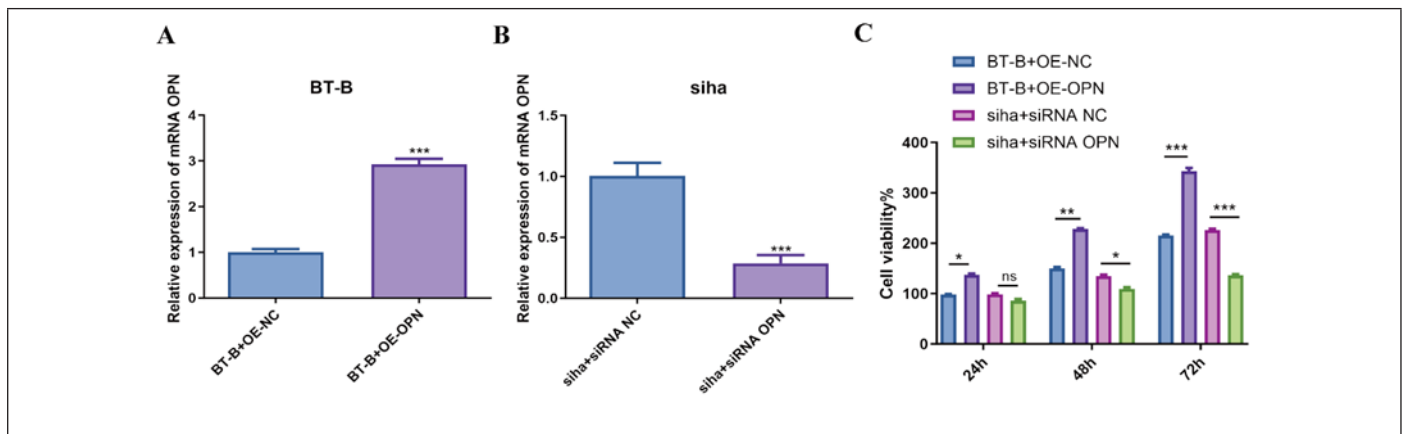 A
BT-B
Relative expression of mRNA OPN
4
3
2
1
0
***
BT-B+OE-NC
BT-B+OE-OPN
B
siha
Relative expression of mRNA OPN
1.5
1.0
0.5
0.0
***
siha+siRNA NC
siha+siRNA OPN
C
BT-B+OE-NC
BT-B+OE-OPN
siha+siRNA NC
siha+siRNA OPN
Cell viability%
400
300
200
100
0
*
ns
**
*
***
***
24h
48h
72h